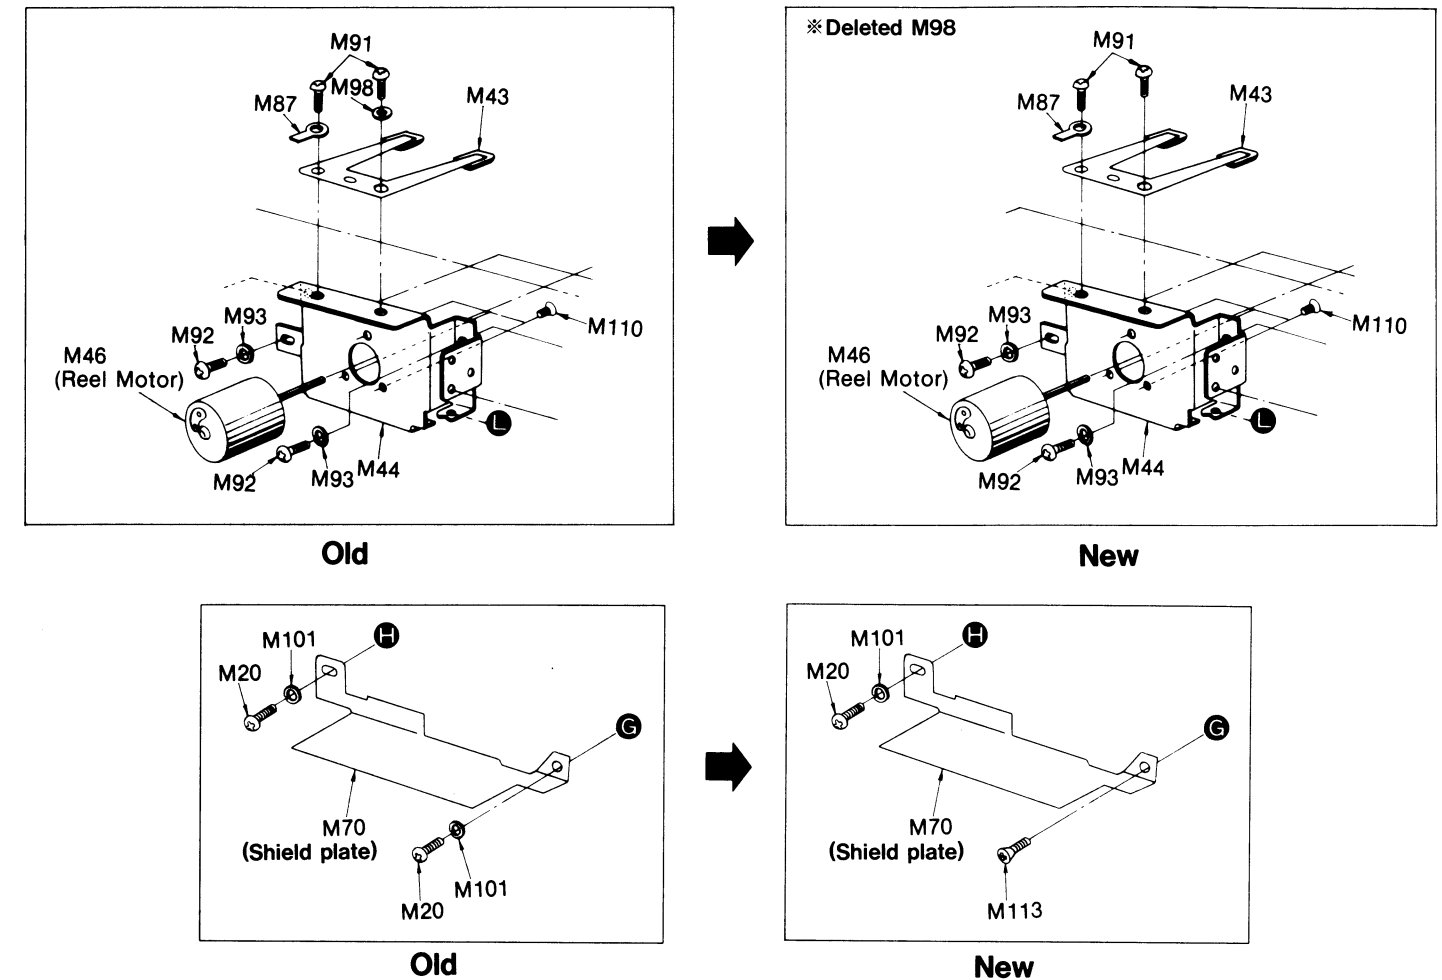 M91
M98
M87
M43
M93
M92
M110
M46
(Reel Motor)
L
M92
M93
M44
Old
※Deleted M98
M91
M87
M43
M93
M92
M110
M46
(Reel Motor)
L
M92
M93
M44
New
M101
H
M20
G
M70
(Shield plate)
M101
M20
Old
M101
H
M20
G
M70
(Shield plate)
M113
New